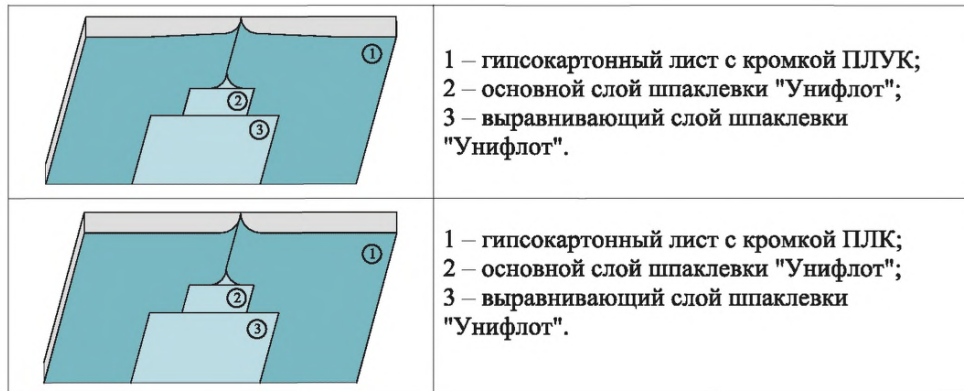 1
2
3
1 – гипсокартонный лист с кромкой ПЛУК;
2 – основной слой шпаклевки "Унифлот";
3 – выравнивающий слой шпаклевки
"Унифлот".
1
2
3
1 – гипсокартонный лист с кромкой ПЛК;
2 – основной слой шпаклевки "Унифлот";
3 – выравнивающий слой шпаклевки
"Унифлот".